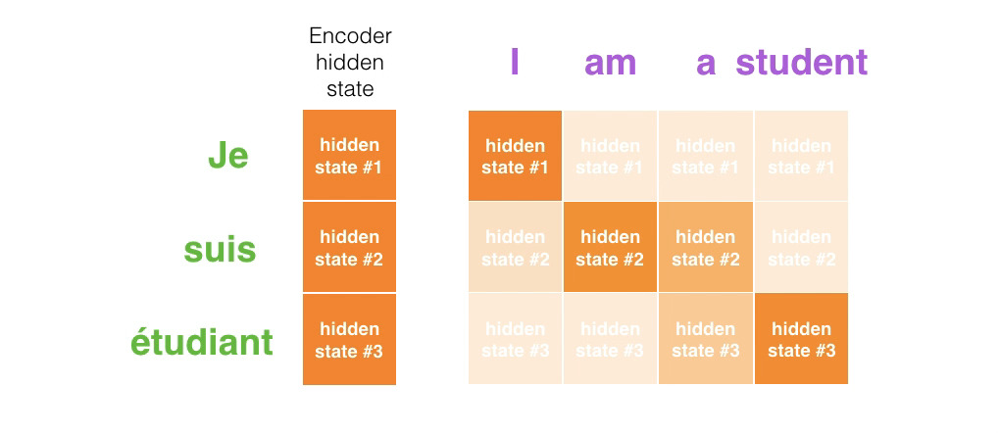 Encoder
hidden
state
I am a student
Je
hidden
state #1
hidden
state #1
hidden
state #1
hidden
state #1
hidden
state #1
suis
hidden
state #2
hidden
state #2
hidden
state #2
hidden
state #2
hidden
state #2
étudiant
hidden
state #3
hidden
state #3
hidden
state #3
hidden
state #3
hidden
state #3